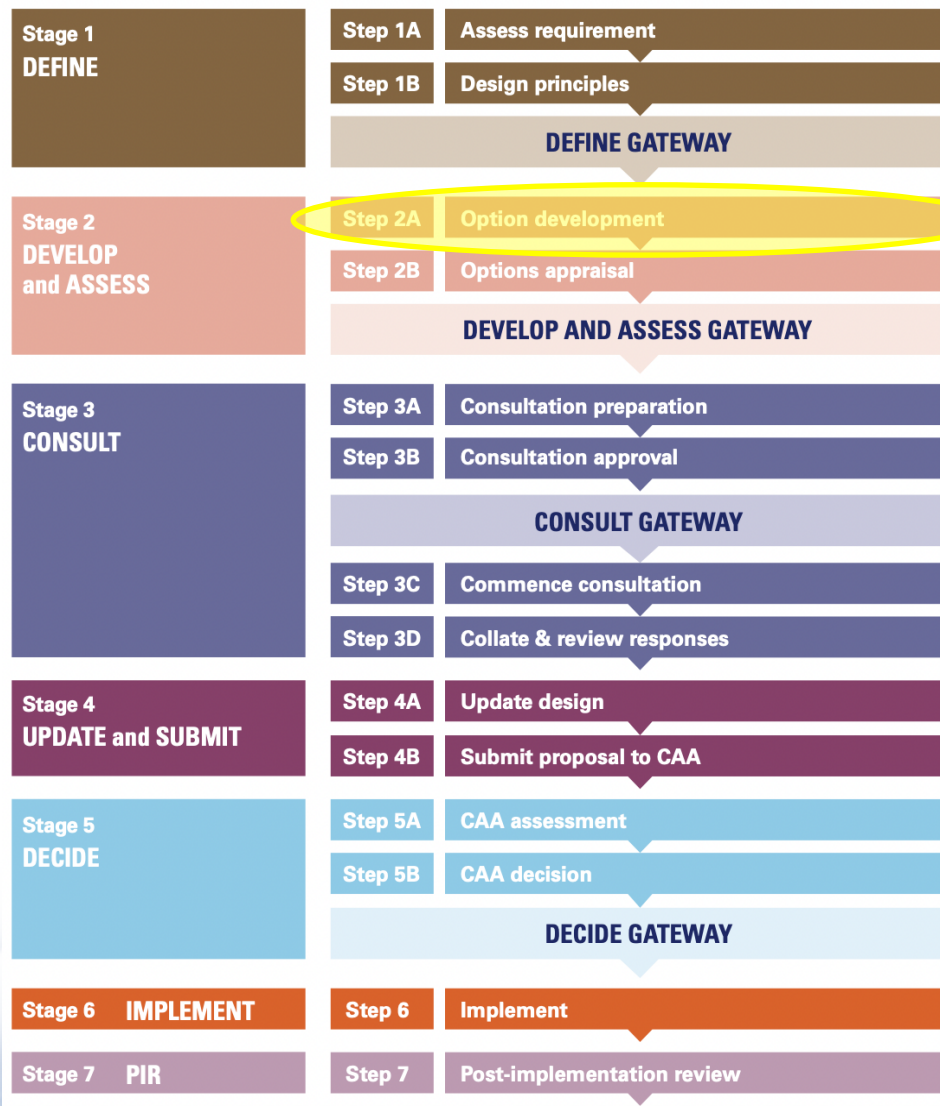 Stage 1
DEFINE
Step 1A Assess requirement
Step 1B Design principles
DEFINE GATEWAY
Stage 2
DEVELOP
and ASSESS
Step 2A Option development
Step 2B Options appraisal
DEVELOP AND ASSESS GATEWAY
Stage 3
CONSULT
Step 3A Consultation preparation
Step 3B Consultation approval
CONSULT GATEWAY
Step 3C Commence consultation
Step 3D Collate & review responses
Stage 4
UPDATE and SUBMIT
Step 4A Update design
Step 4B Submit proposal to CAA
Stage 5
DECIDE
Step 5A CAA assessment
Step 5B CAA decision
DECIDE GATEWAY
Stage 6 IMPLEMENT
Step 6 Implement
Stage 7 PIR
Step 7 Post-implementation review